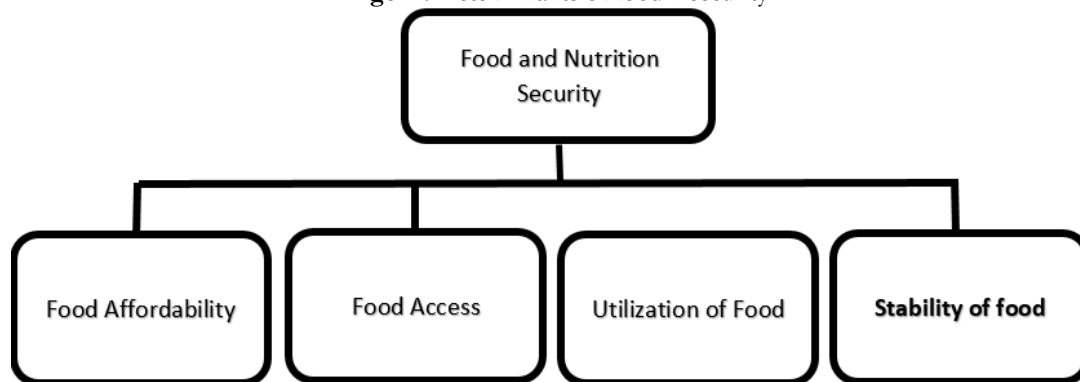 Food and Nutrition
Security
Food Affordability
Food Access
Utilization of Food
Stability of food